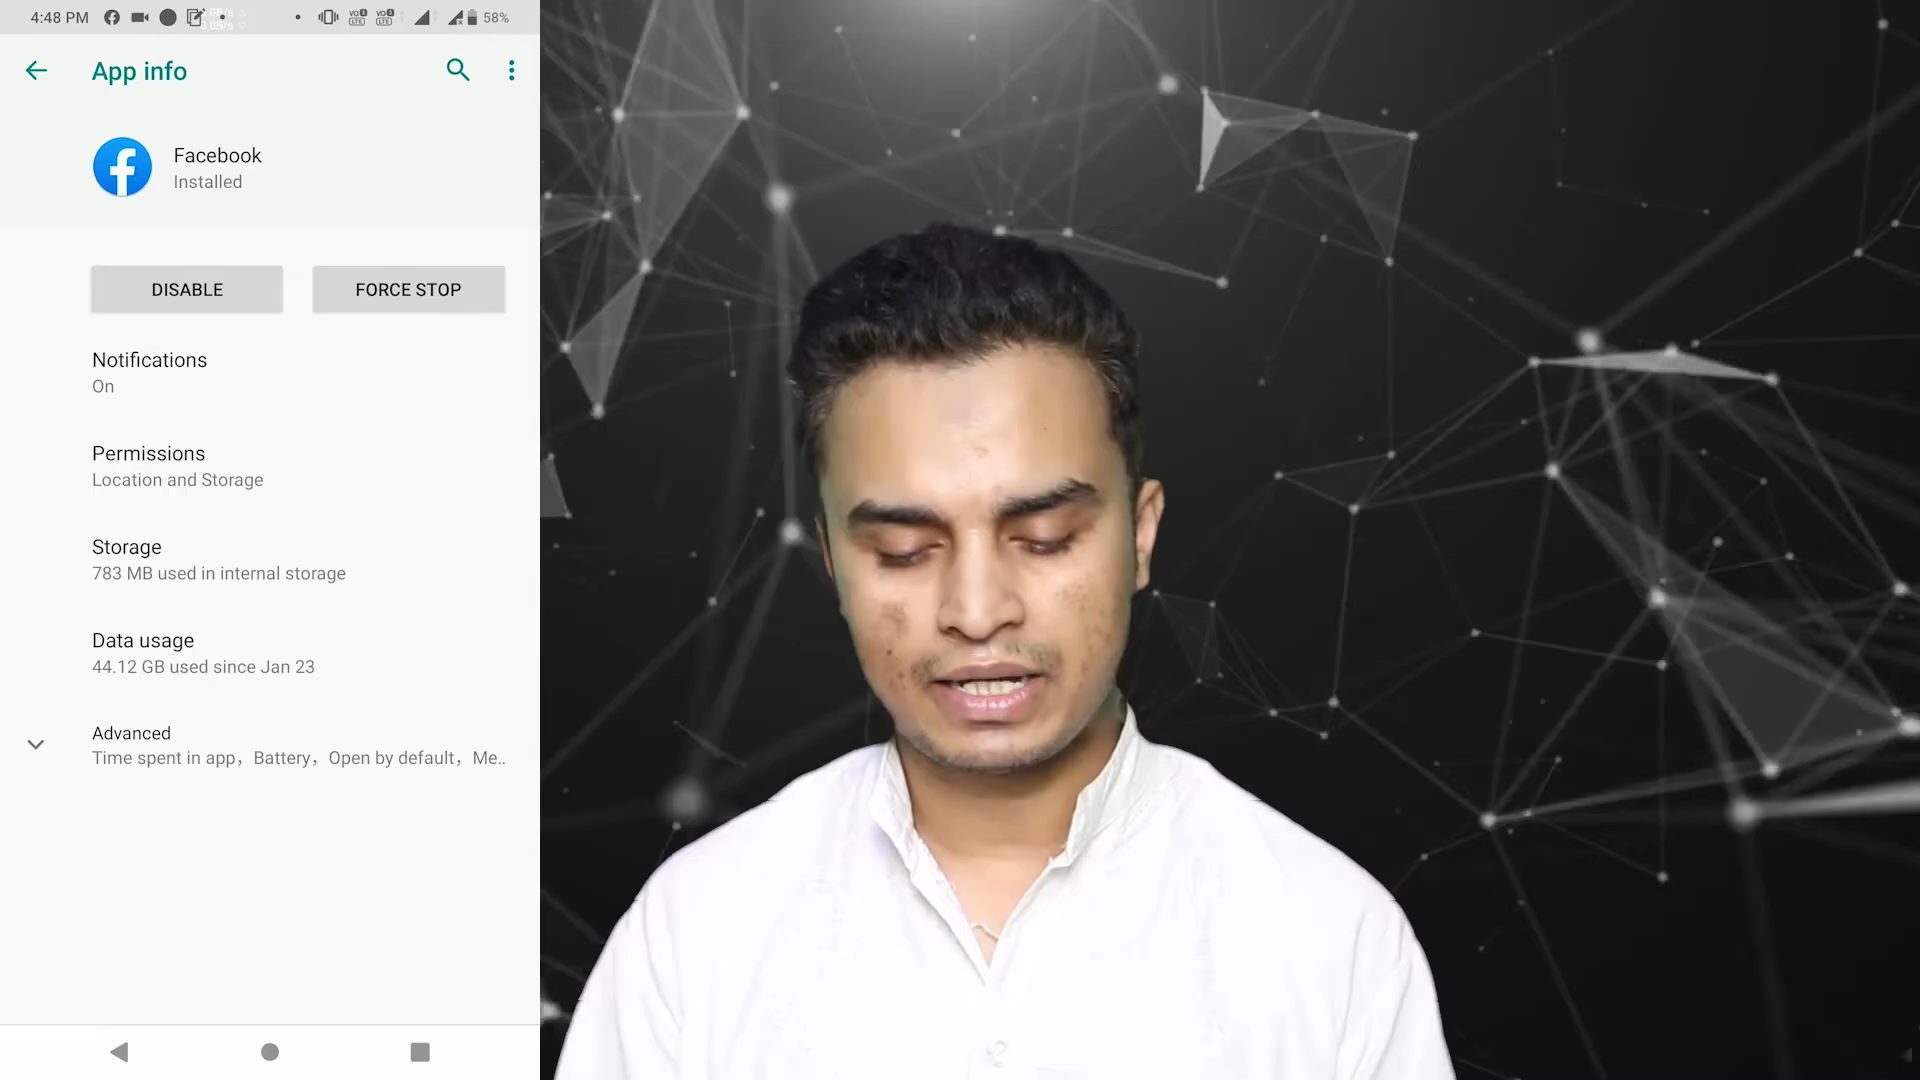 4:48 PM 58%
App info
Facebook
Installed
DISABLE
FORCE STOP
Notifications
On
Permissions
Location and Storage
Storage
783 MB used in internal storage
Data usage
44.12 GB used since Jan 23
Advanced
Time spent in app, Battery, Open by default, Me..